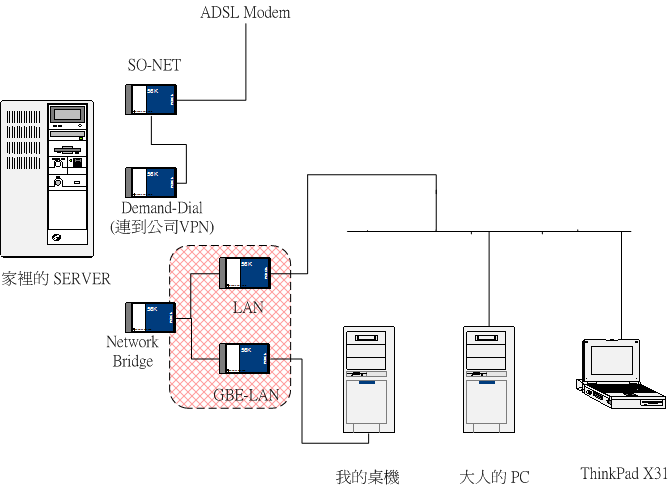 ADSL Modem
SO-NET
Demand-Dial
(連到公司VPN)
家裡的 SERVER
LAN
Network
Bridge
GBE-LAN
我的桌機
大人的 PC
ThinkPad X31